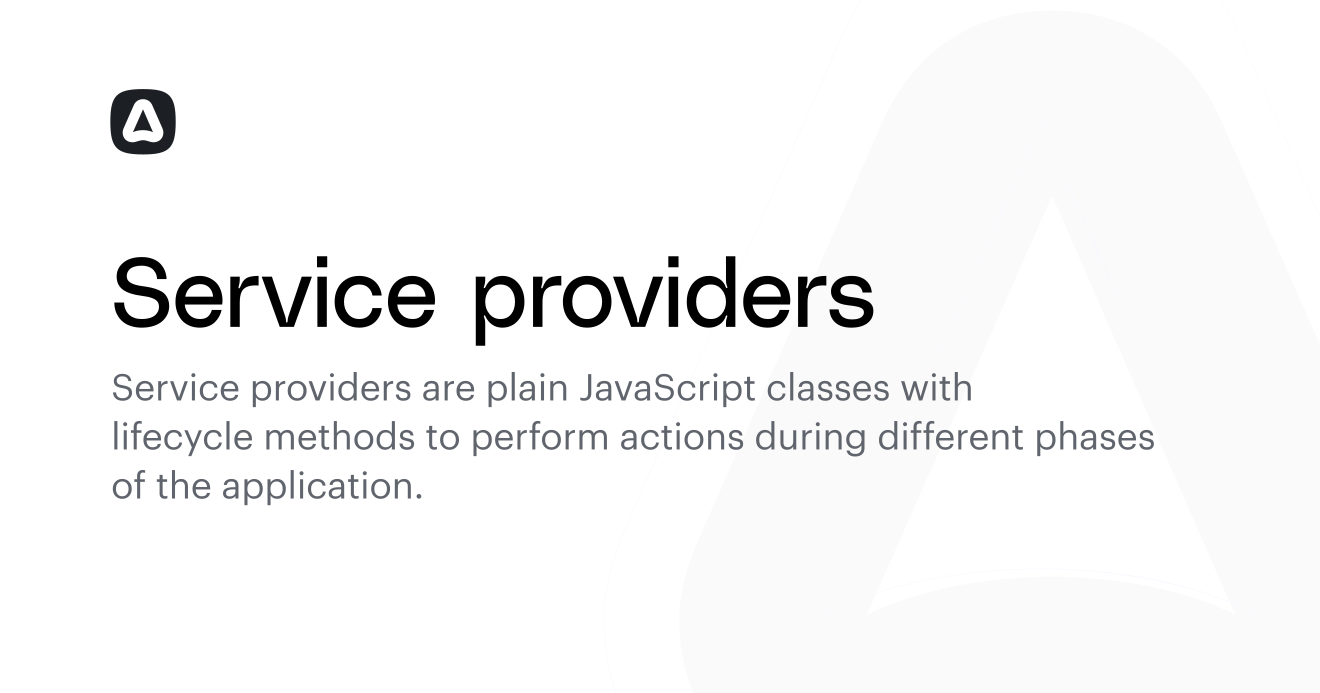 Service providers
Service providers are plain JavaScript classes with
lifecycle methods to perform actions during different phases
of the application.